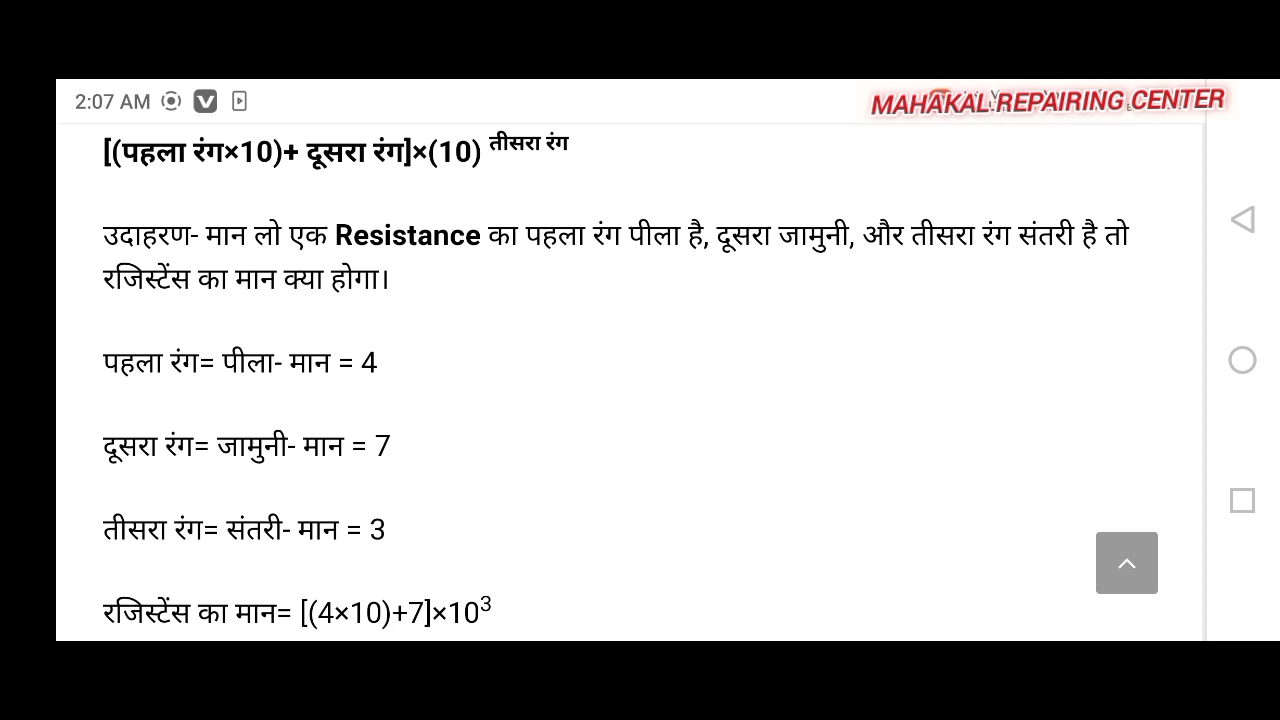 2:07 AM
MAHAKAL REPAIRING CENTER
[(पहला रंग×10)+ दूसरा रंग]×(10) तीसरा रंग
उदाहरण- मान लो एक Resistance का पहला रंग पीला है, दूसरा जामुनी, और तीसरा रंग संतरी है तो
रजिस्टेंस का मान क्या होगा।
पहला रंग= पीला- मान = 4
दूसरा रंग= जामुनी- मान = 7
तीसरा रंग= संतरी- मान = 3
रजिस्टेंस का मान= [(4×10)+7]×10³